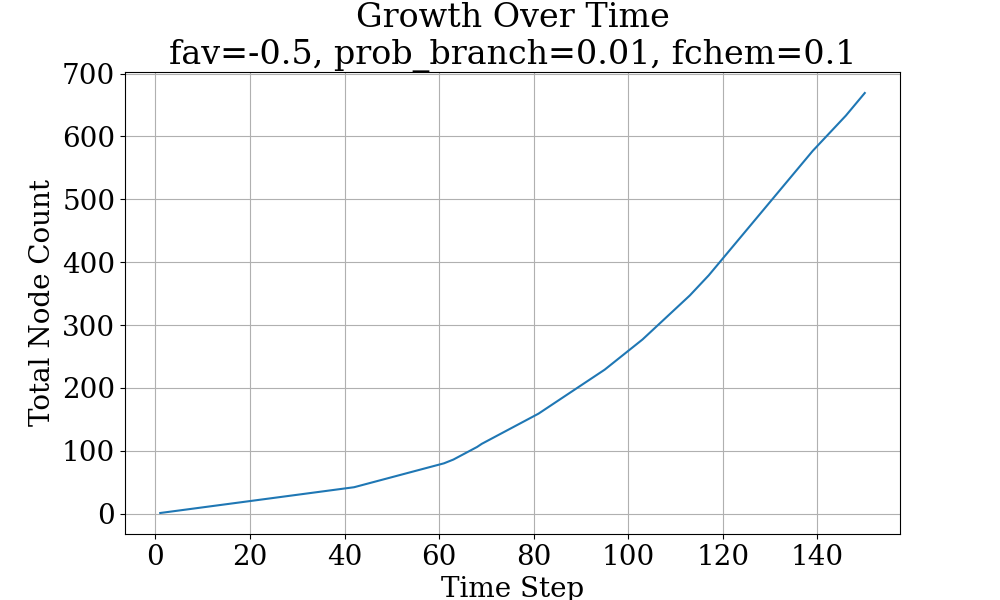 Growth Over Time
fav=-0.5, prob_branch=0.01, fchem=0.1
Total Node Count
700
600
500
400
300
200
100
0
0 20 40 60 80 100 120 140
Time Step